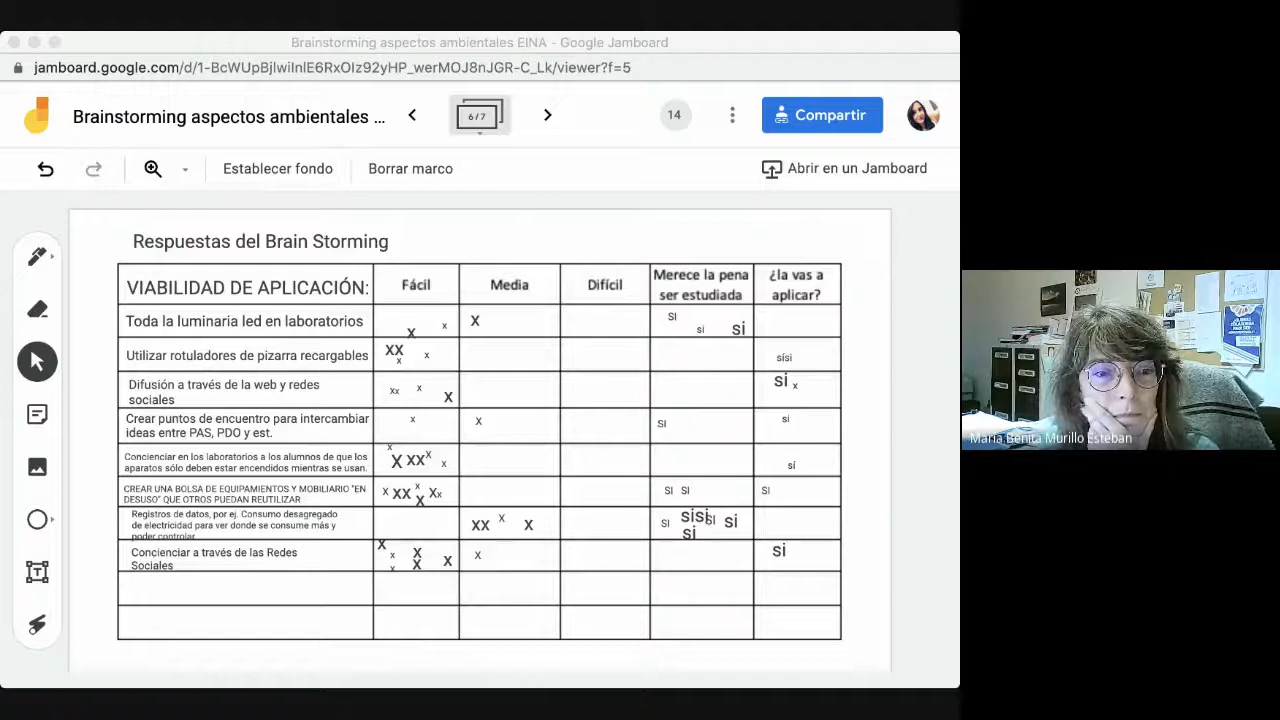 Brainstorming aspectos ambientales EINA - Google Jamboard
jamboard.google.com/d/1-BcWUpBjlwiInlE6RxOIz92yHP_werMOJ8nJGR-C_Lk/viewer?f=5
Brainstorming aspectos ambientales ...
6 / 7
14
Compartir
Establecer fondo
Borrar marco
Abrir en un Jamboard
Respuestas del Brain Storming
VIABILIDAD DE APLICACIÓN: Fácil Media Difícil Merece la pena ser estudiada ¿la vas a aplicar?
Toda la luminaria led en laboratorios X x X SI si si
Utilizar rotuladores de pizarra recargables XX x x sísi
Difusión a través de la web y redes
sociales xx x x si x
Crear puntos de encuentro para intercambiar
ideas entre PAS, PDO y est. x x SI si
Concienciar en los laboratorios a los alumnos de que los
aparatos sólo deben estar encendidos mientras se usan. x X XX x x sí
CREAR UNA BOLSA DE EQUIPAMIENTOS Y MOBILIARIO "EN
DESUSO" QUE OTROS PUEDAN REUTILIZAR x XX x X Xx SI SI SI
Registros de datos, por ej. Consumo desagregado
de electricidad para ver donde se consume más y
poder controlar XX x X SI sisi SI si si
Concienciar a través de las Redes
Sociales X x x X X X x si
María Benita Murillo Esteban